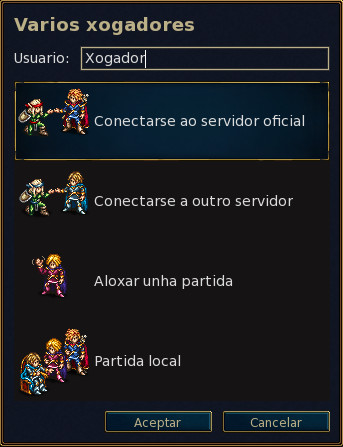 Varios xogadores
Usuario: Xogador
Conectarse ao servidor oficial
Conectarse a outro servidor
Aloxar unha partida
Partida local
Aceptar Cancelar